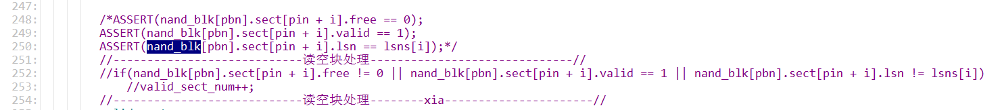 247:
248: /*ASSERT(nand_blk[pbn].sect[pin + i].free == 0);
249: ASSERT(nand_blk[pbn].sect[pin + i].valid == 1);
250: ASSERT(nand_blk[pbn].sect[pin + i].lsn == lsns[i]);*/
251: //----------------------------读空块处理------------------------------//
252: //if(nand_blk[pbn].sect[pin + i].free != 0 || nand_blk[pbn].sect[pin + i].valid == 1 || nand_blk[pbn].sect[pin + i].lsn != lsns[i])
253: //valid_sect_num++;
254: //----------------------------读空块处理--------xia----------------------//